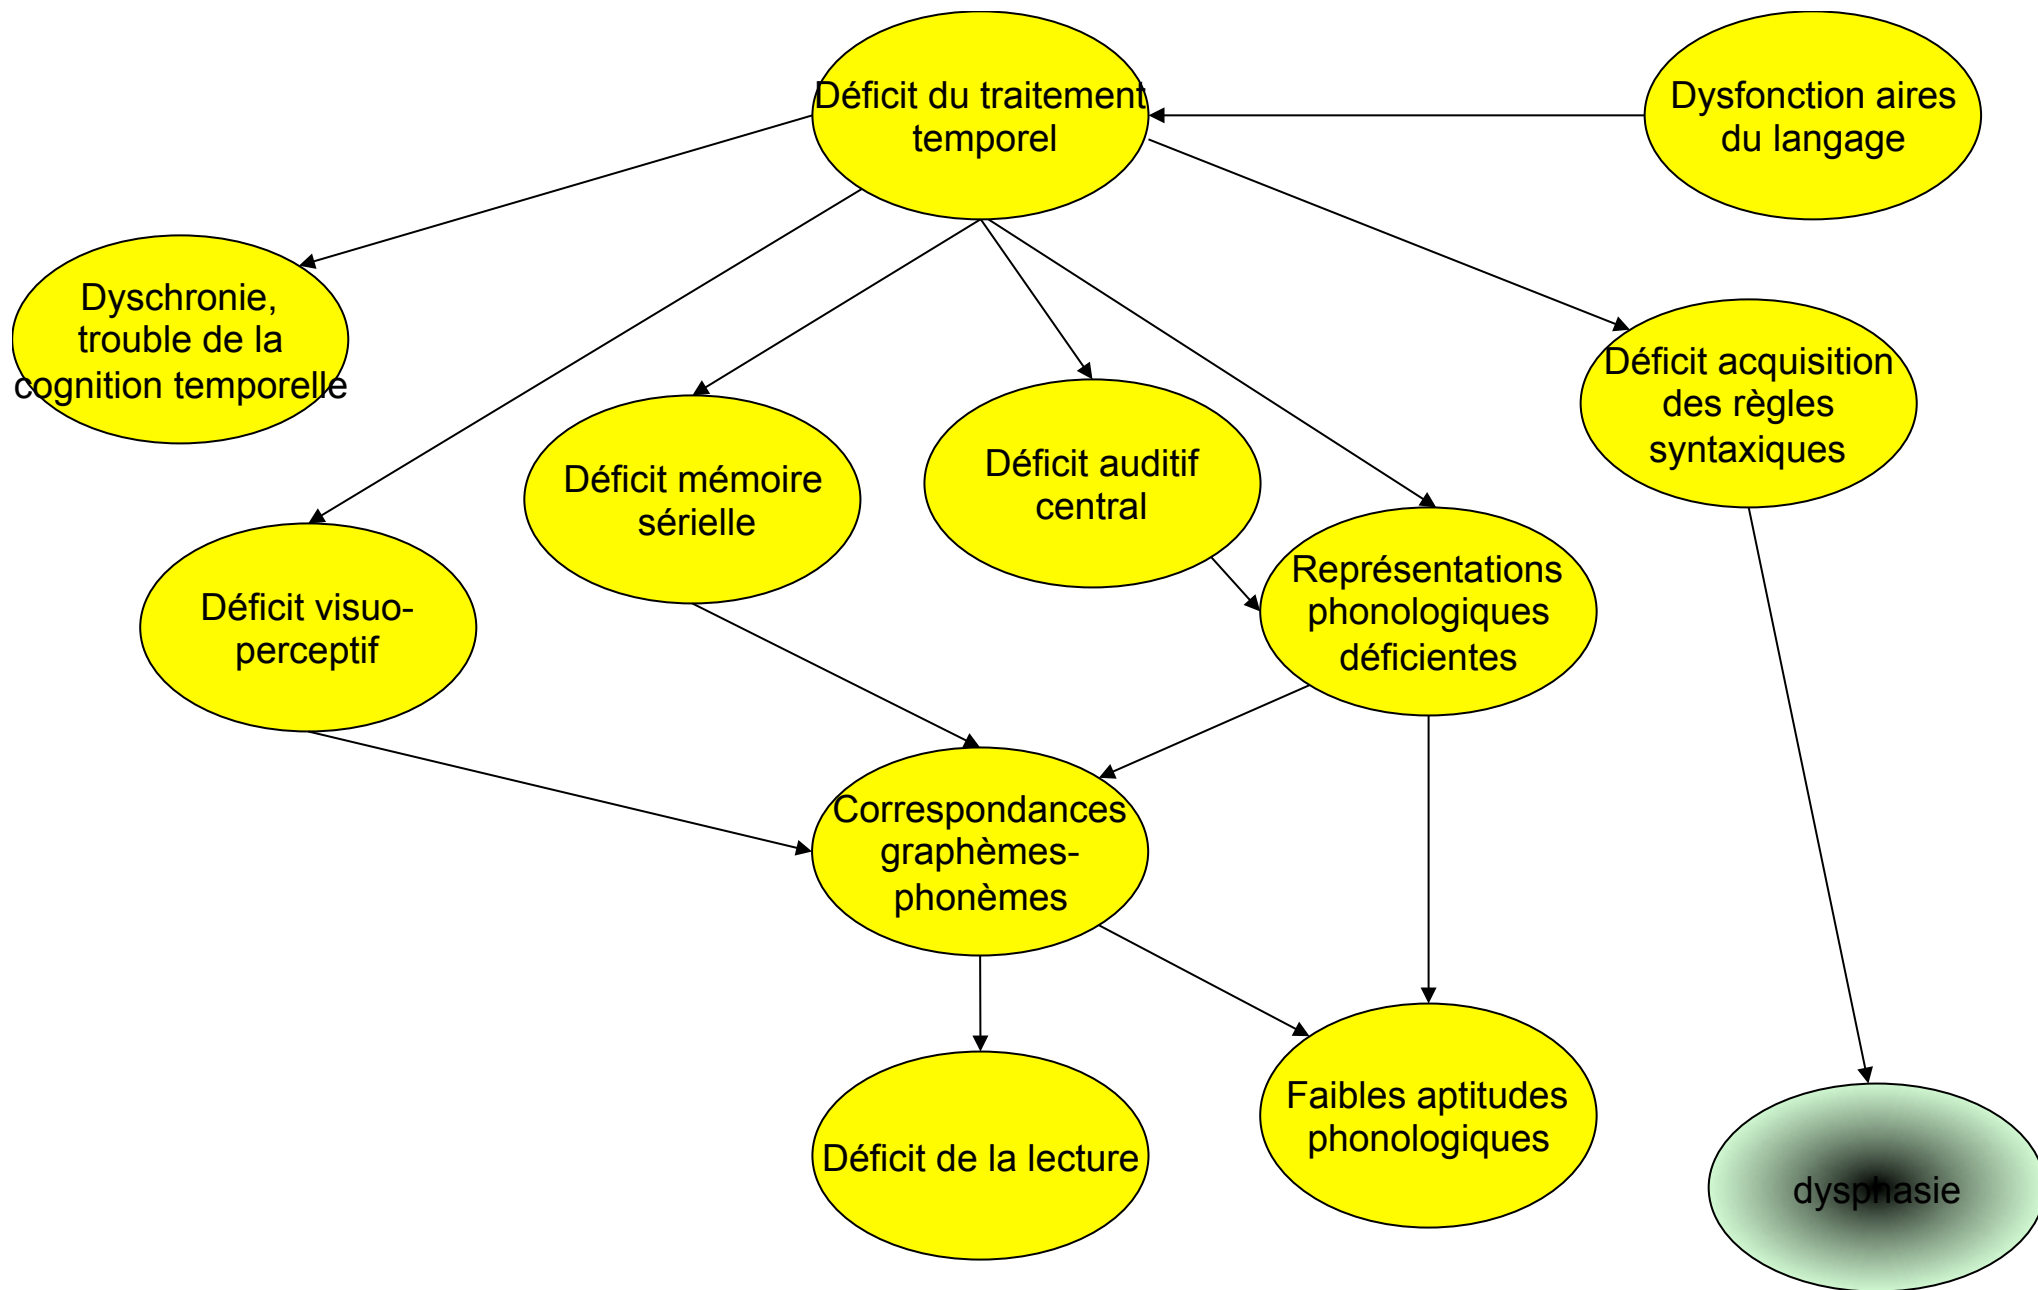 Déficit du traitement
temporel
Dysfonction aires
du langage
Dyschronie,
trouble de la
cognition temporelle
Déficit acquisition
des règles
syntaxiques
Déficit mémoire
sérielle
Déficit auditif
central
Représentations
phonologiques
déficientes
Déficit visuo-
perceptif
Correspondances
graphèmes-
phonèmes
Déficit de la lecture
Faibles aptitudes
phonologiques
dysphasie